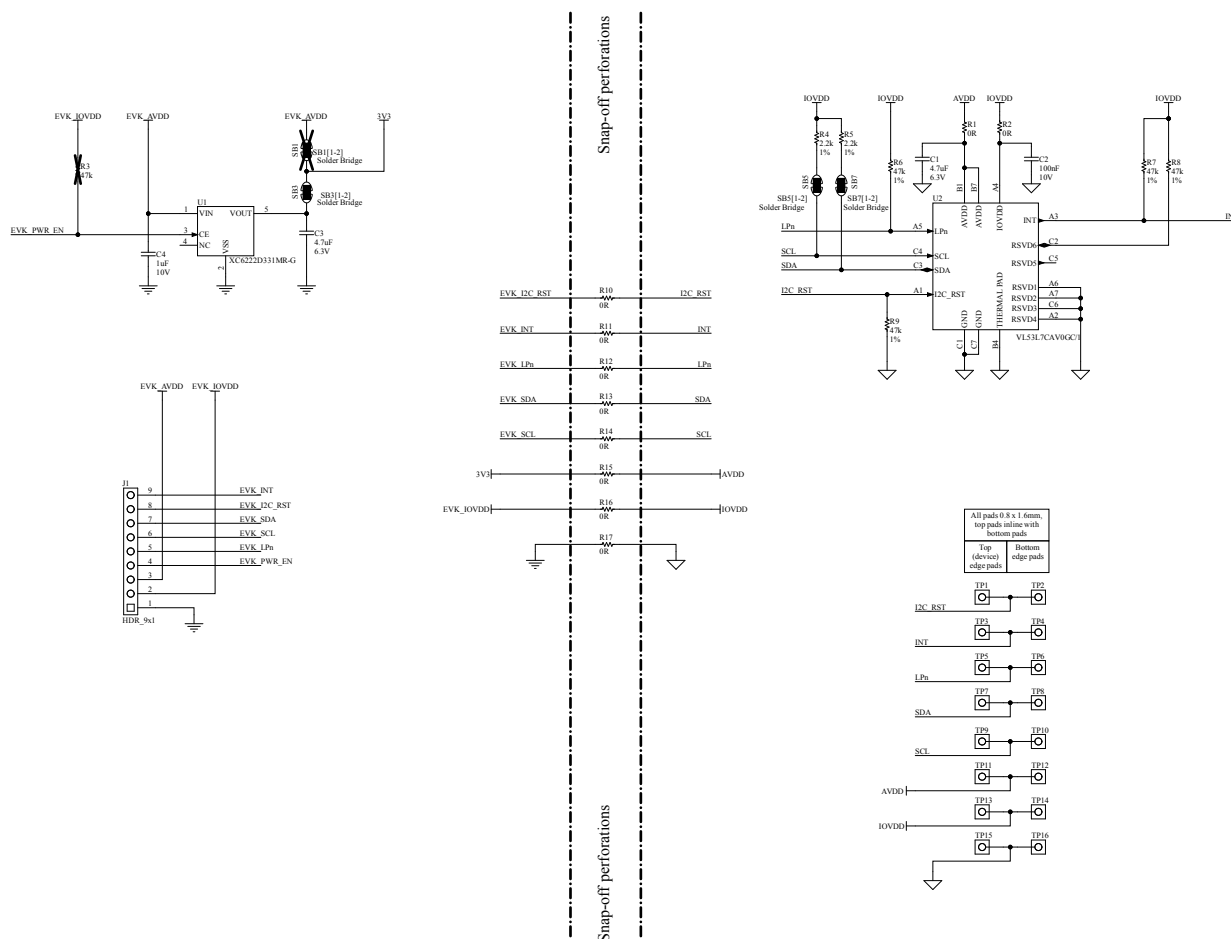 Snap-off perforations
EVK_IOVDD
R3
47k
EVK_AVDD
EVK_AVDD
3V3
SB1
SB1[1-2]
Solder Bridge
SB3
SB3[1-2]
Solder Bridge
U1
1
VIN
VOUT
5
EVK_PWR_EN
3
CE
4
NC
VSS
2
XC6222D331MR-G
C4
1uF
10V
C3
4.7uF
6.3V
EVK_I2C_RST
R10
0R
I2C_RST
EVK_INT
R11
0R
INT
EVK_LPn
R12
0R
LPn
EVK_SDA
R13
0R
SDA
EVK_SCL
R14
0R
SCL
3V3
R15
0R
AVDD
EVK_IOVDD
R16
0R
IOVDD
R17
0R
EVK_AVDD
EVK_IOVDD
J1
9
EVK_INT
8
EVK_I2C_RST
7
EVK_SDA
6
EVK_SCL
5
EVK_LPn
4
EVK_PWR_EN
3
2
1
HDR_9x1
Snap-off perforations
IOVDD
R4
2.2k
1%
R5
2.2k
1%
SB5
SB5[1-2]
Solder Bridge
SB7
SB7[1-2]
Solder Bridge
IOVDD
R6
47k
1%
AVDD
R1
0R
IOVDD
R2
0R
C1
4.7uF
6.3V
C2
100nF
10V
IOVDD
R7
47k
1%
R8
47k
1%
U2
B1
B7
A4
AVDD
AVDD
IOVDD
LPn
A5
LPn
SCL
C4
SCL
SDA
C3
SDA
I2C_RST
A1
I2C_RST
R9
47k
1%
INT
A3
IN
RSVD6
C2
RSVD5
C5
RSVD1
A6
RSVD2
A7
RSVD3
C6
RSVD4
A2
GND
GND
THERMAL PAD
C1
C7
B4
VL53L7CAV0GC/1
All pads 0.8 x 1.6mm,
top pads inline with
bottom pads
Top
(device)
edge pads
Bottom
edge pads
TP1
TP2
I2C_RST
TP3
TP4
INT
TP5
TP6
LPn
TP7
TP8
SDA
TP9
TP10
SCL
TP11
TP12
AVDD
TP13
TP14
IOVDD
TP15
TP16